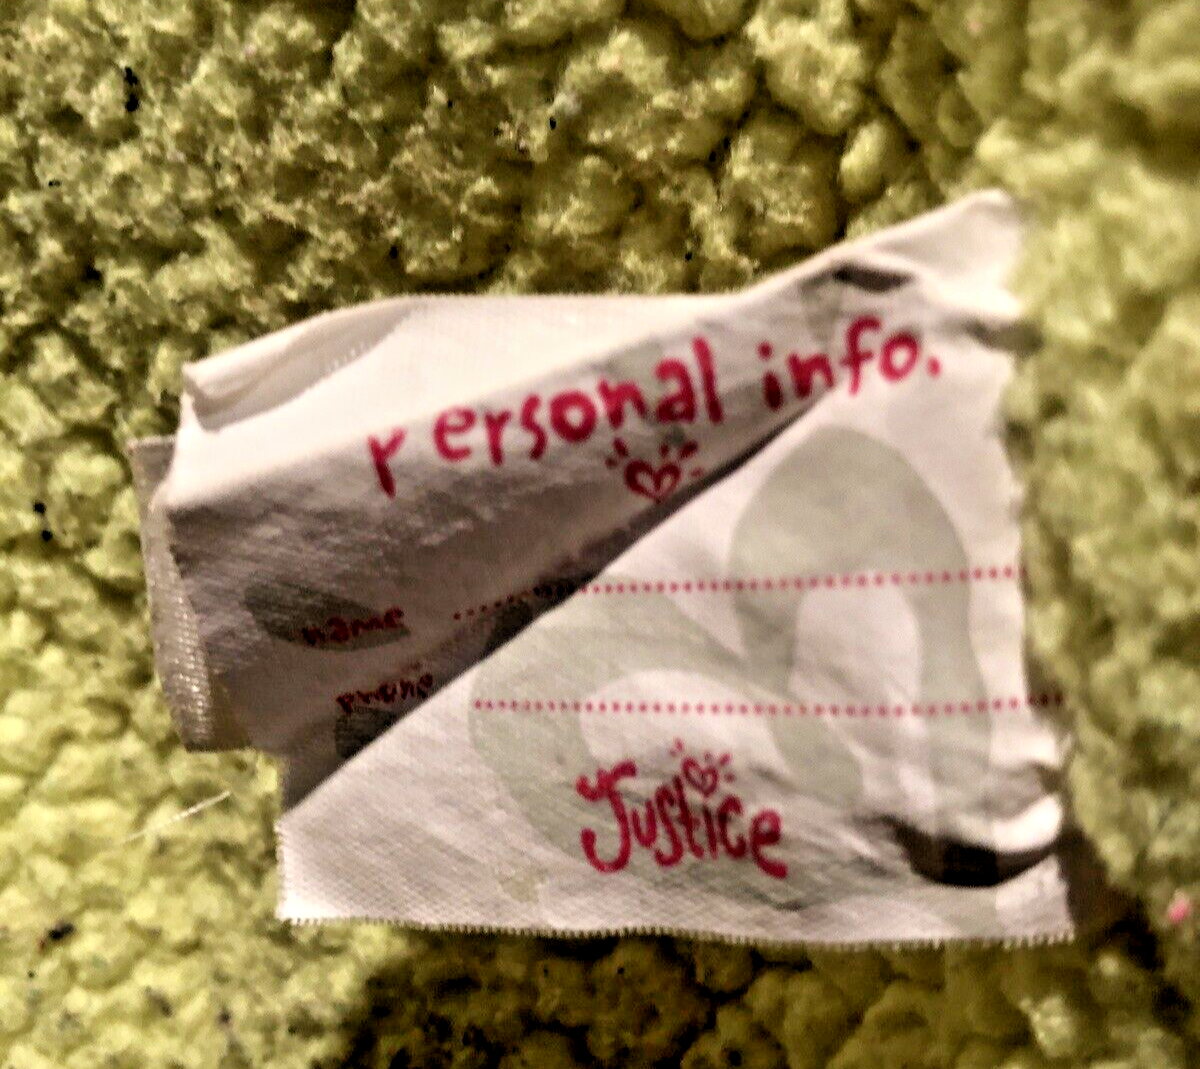 personal info.
name
phone
Justice